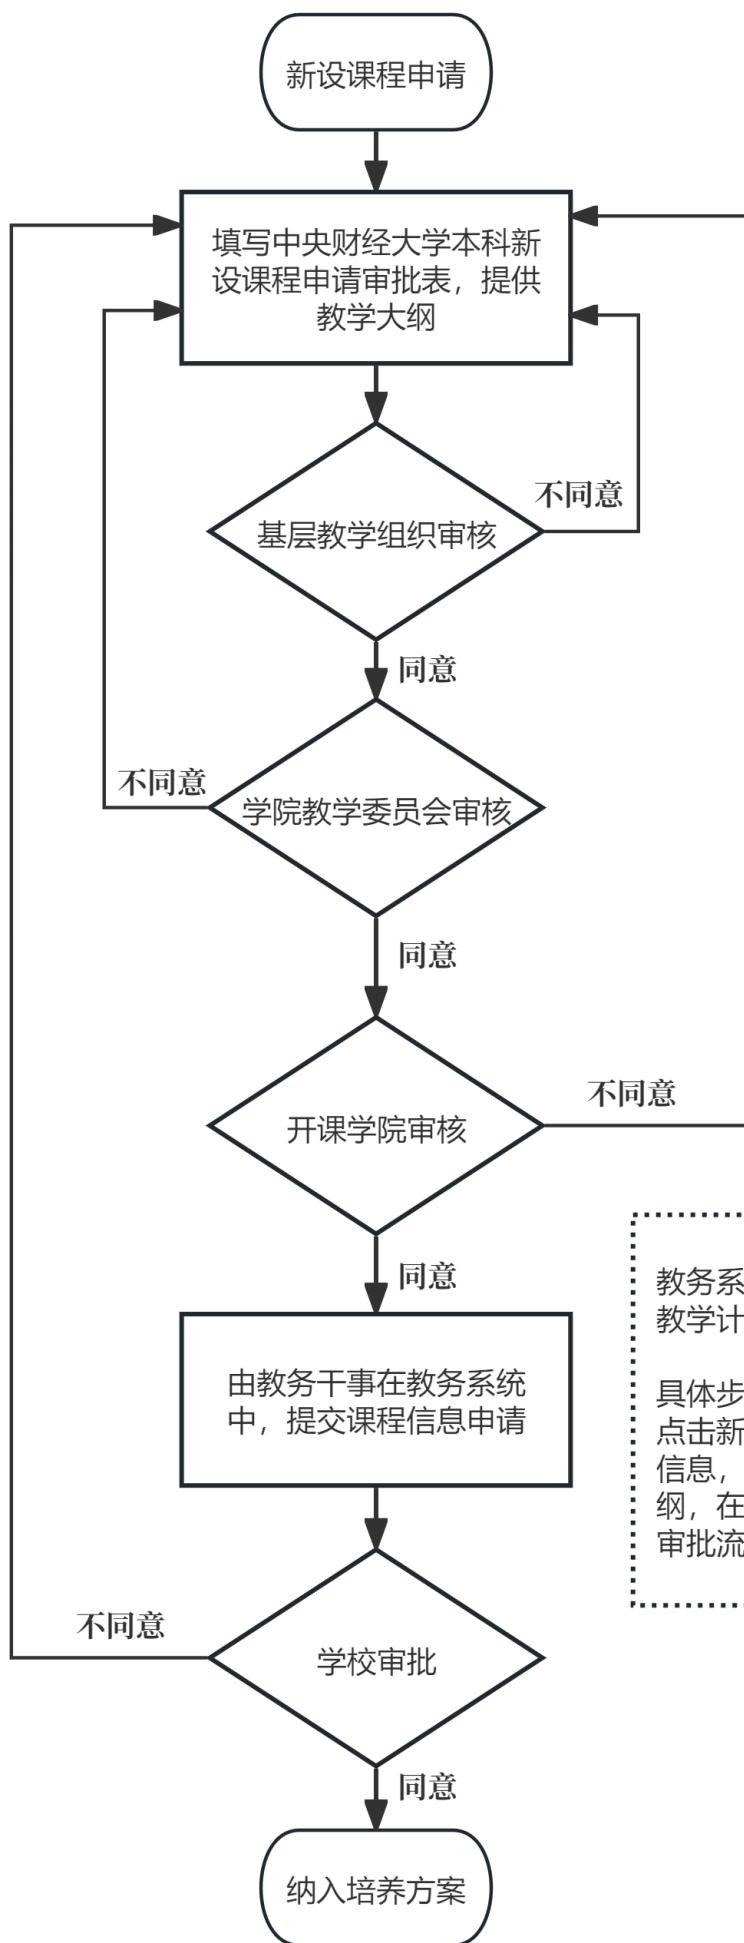 新设课程申请
填写中央财经大学本科新
设课程申请审批表，提供
教学大纲
不同意
基层教学组织审核
同意
不同意
学院教学委员会审核
同意
不同意
开课学院审核
同意
由教务干事在教务系统
中，提交课程信息申请
教务系
教学计
具体步
点击新
信息，
纲，在
审批流
不同意
学校审批
同意
纳入培养方案